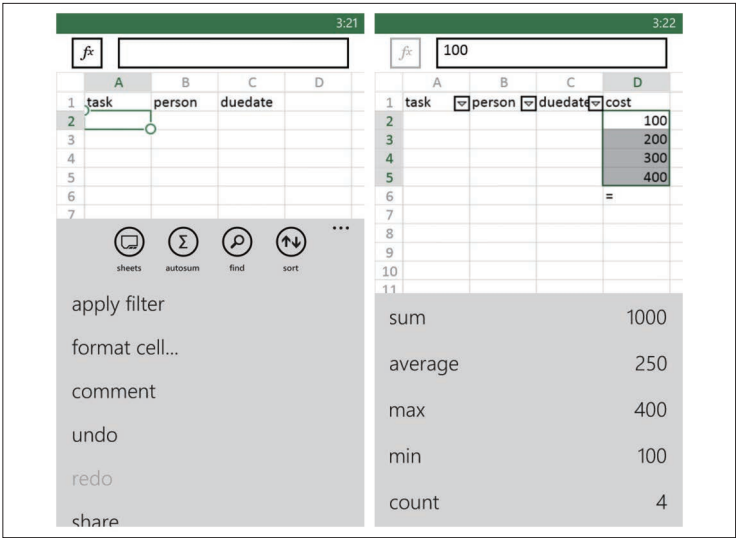 3:21
fx
A B C D
1 task person duedate
2
3
4
5
6
7
sheets autosum find sort
apply filter
format cell...
comment
undo
redo
share
3:22
fx 100
A B C D
1 task person duedate cost
2 100
3 200
4 300
5 400
6 =
7
8
9
10
11
sum 1000
average 250
max 400
min 100
count 4